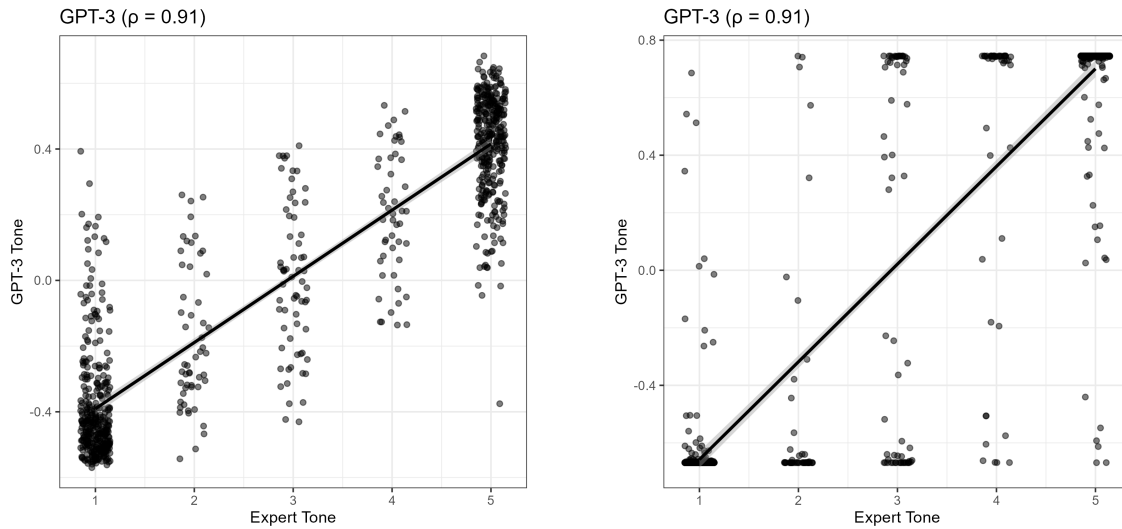 GPT-3 (ρ = 0.91)
0.4
0.0
-0.4
GPT-3 Tone
1 2 3 4 5
Expert Tone
GPT-3 (ρ = 0.91)
0.8
0.4
0.0
-0.4
GPT-3 Tone
1 2 3 4 5
Expert Tone